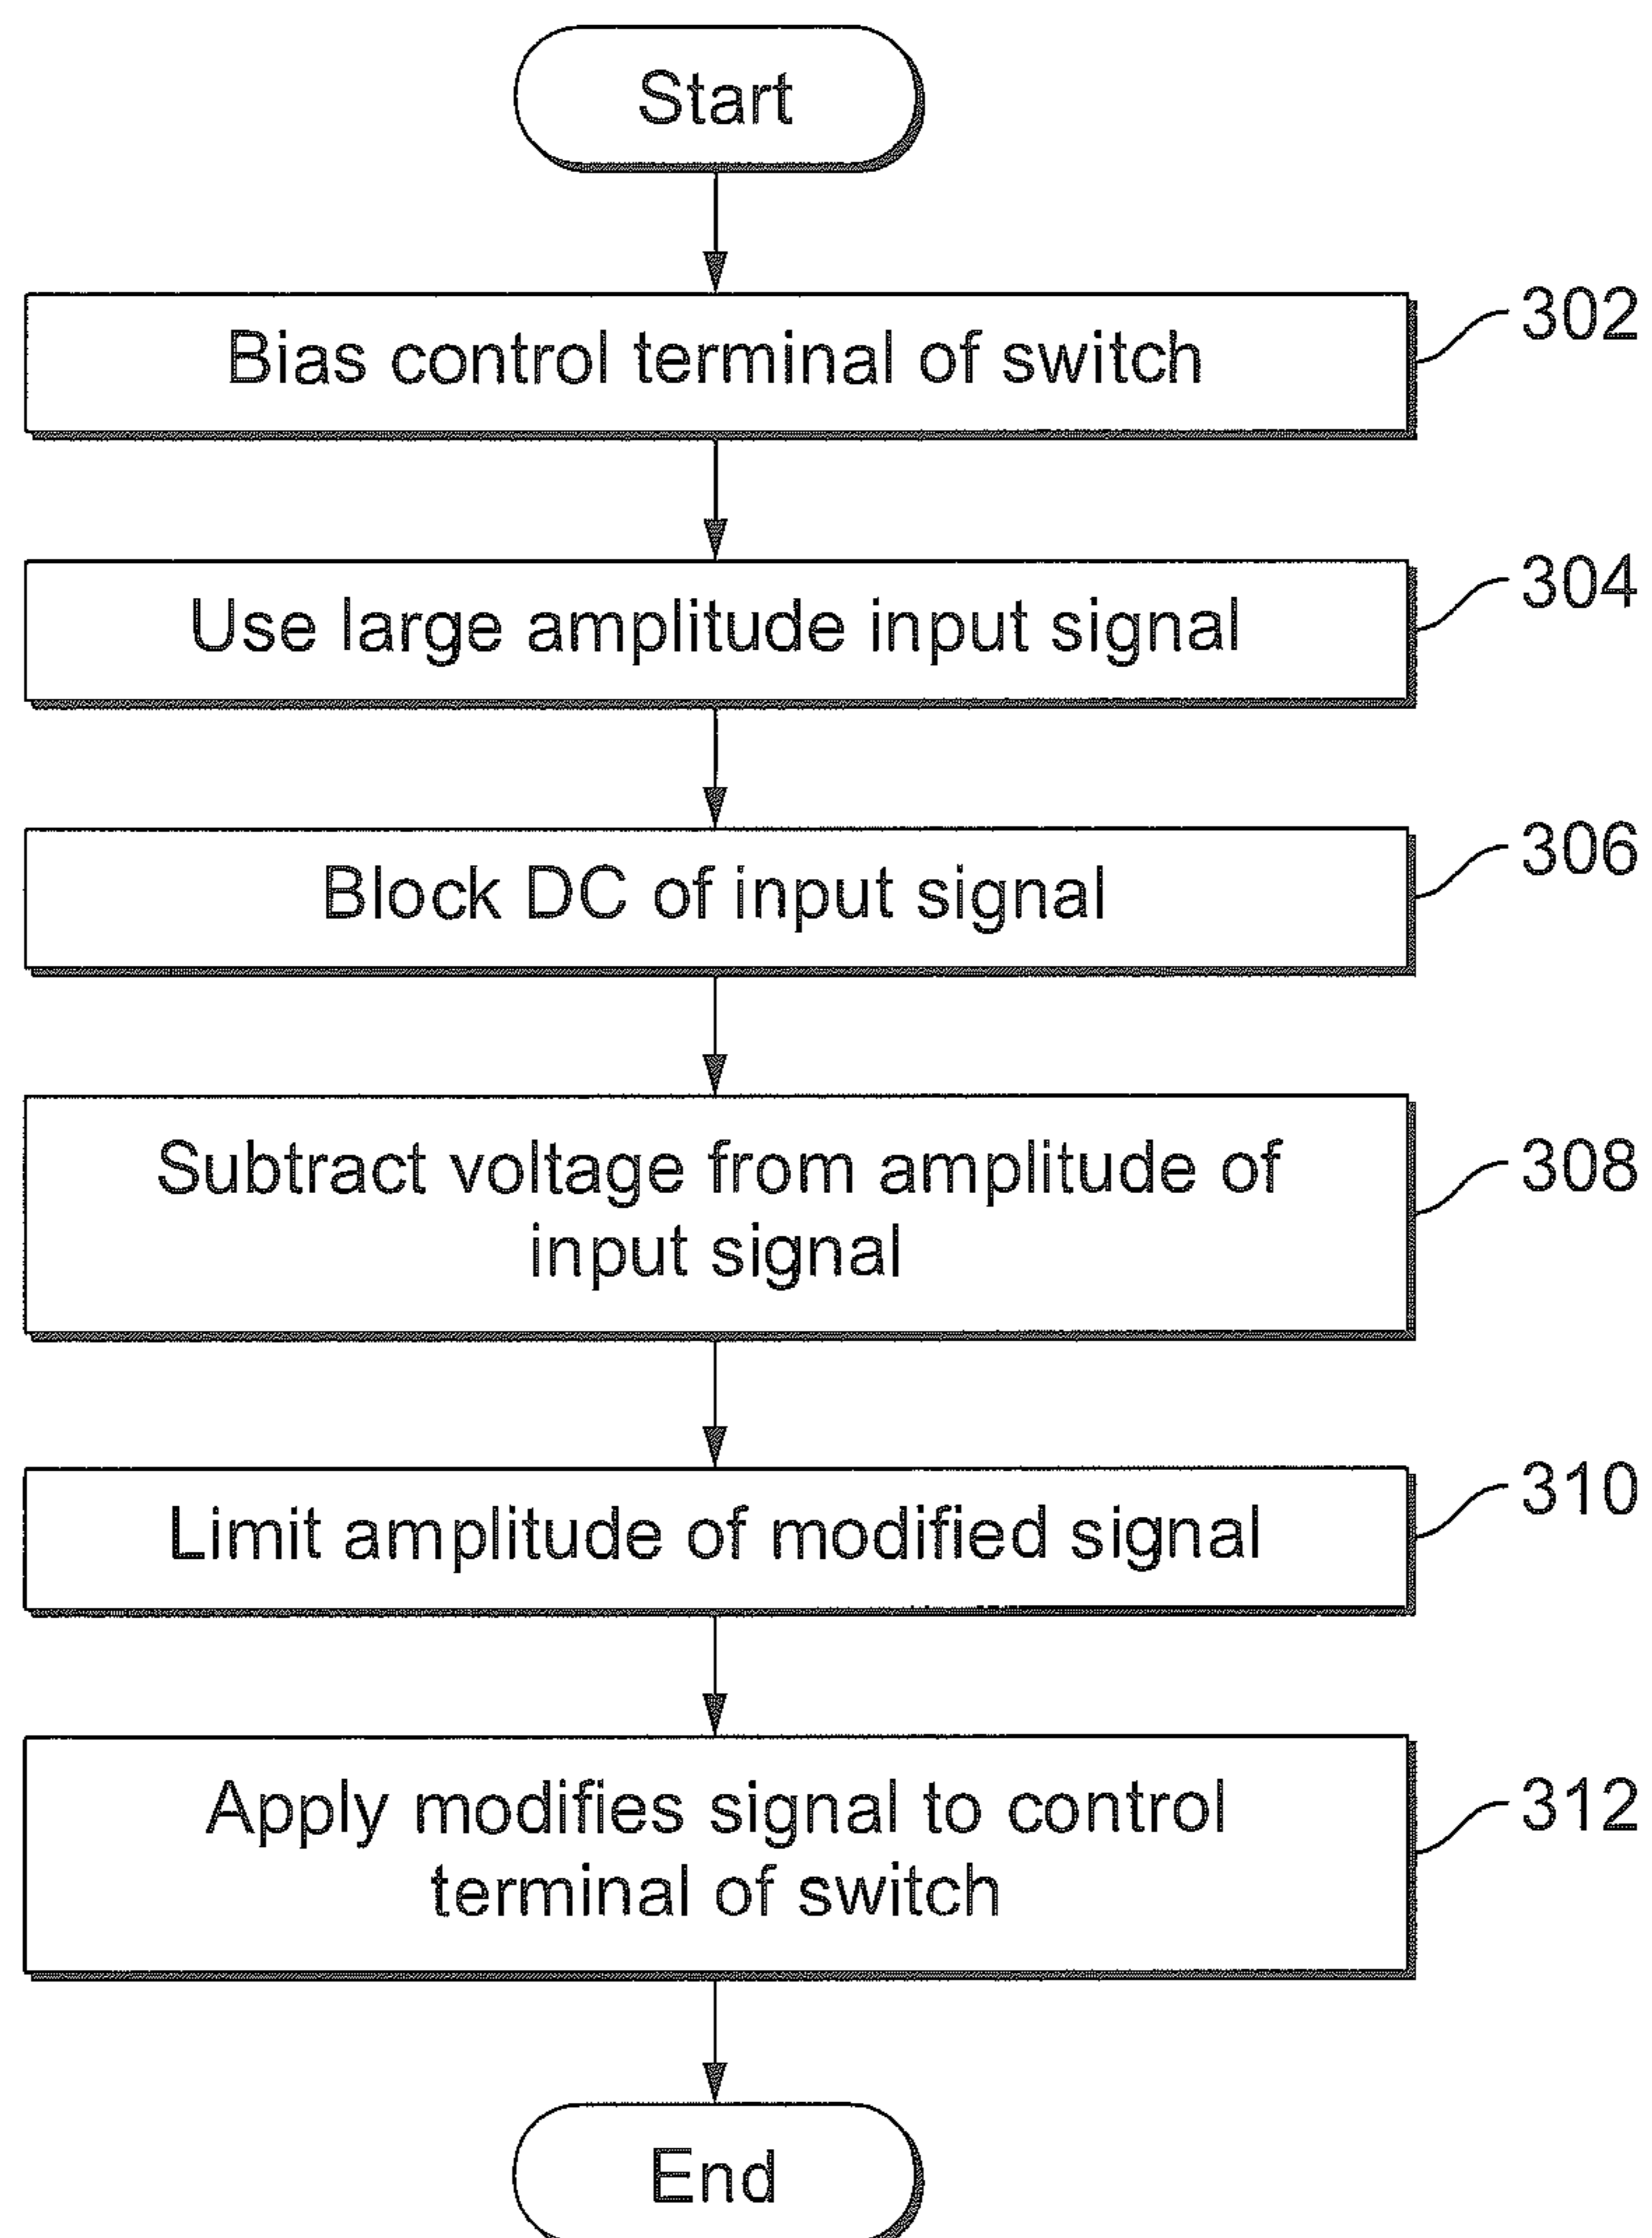 Start
Bias control terminal of switch
302
Use large amplitude input signal
304
Block DC of input signal
306
Subtract voltage from amplitude of
input signal
308
Limit amplitude of modified signal
310
Apply modifies signal to control
terminal of switch
312
End